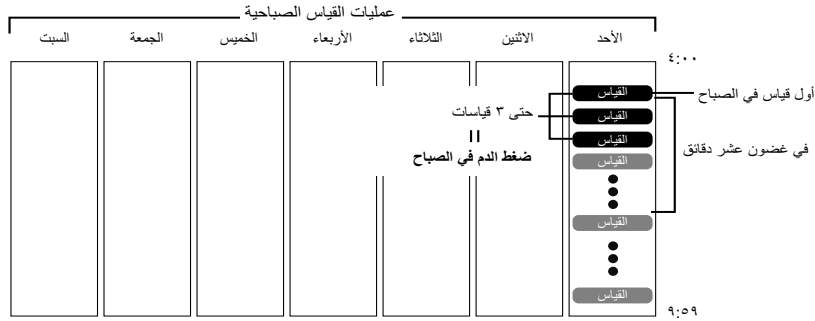 عمليات القياس الصباحية
الأحد
الاثنين
الثلاثاء
الأربعاء
الخميس
الجمعة
السبت
٤:٠٠
القياس
أول قياس في الصباح
القياس
حتى ٣ قياسات
القياس
القياس
في غضون عشر دقائق
ضغط الدم في الصباح
القياس
القياس
٩:٥٩